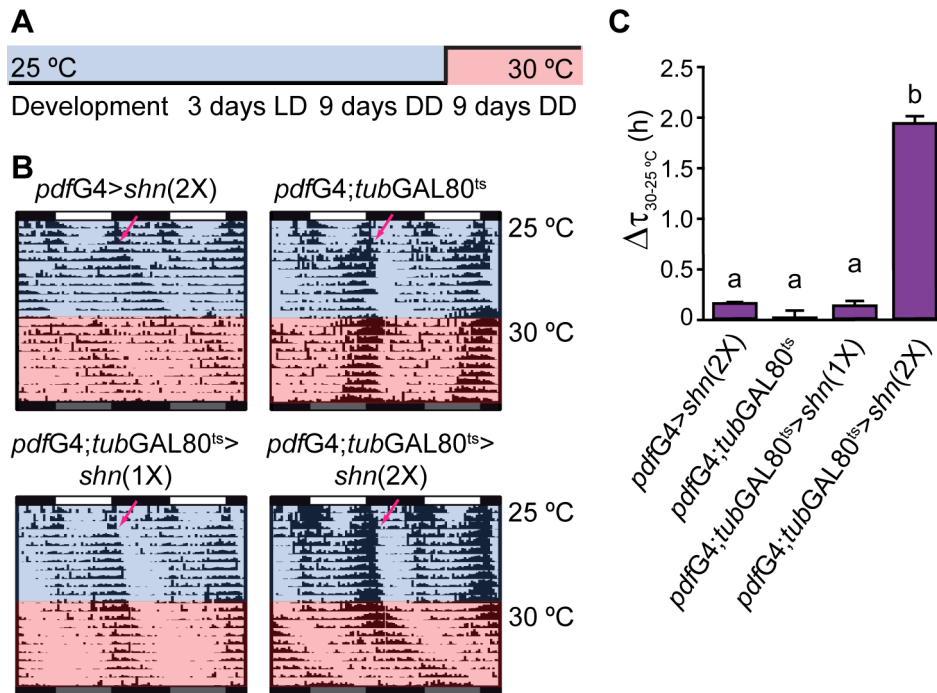 A
25 ºC
30 ºC
Development 3 days LD 9 days DD 9 days DD
B
pdfG4>shn(2X)
pdfG4;tubGAL80ts
25 ºC
30 ºC
pdfG4;tubGAL80ts>
shn(1X)
pdfG4;tubGAL80ts>
shn(2X)
25 ºC
30 ºC
C
Δτ30-25 ºC (h)
2.5
2.0
1.5
1.0
0.5
0
a
a
a
b
pdfG4>shn(2X)
pdfG4;tubGAL80ts
pdfG4;tubGAL80ts>shn(1X)
pdfG4;tubGAL80ts>shn(2X)